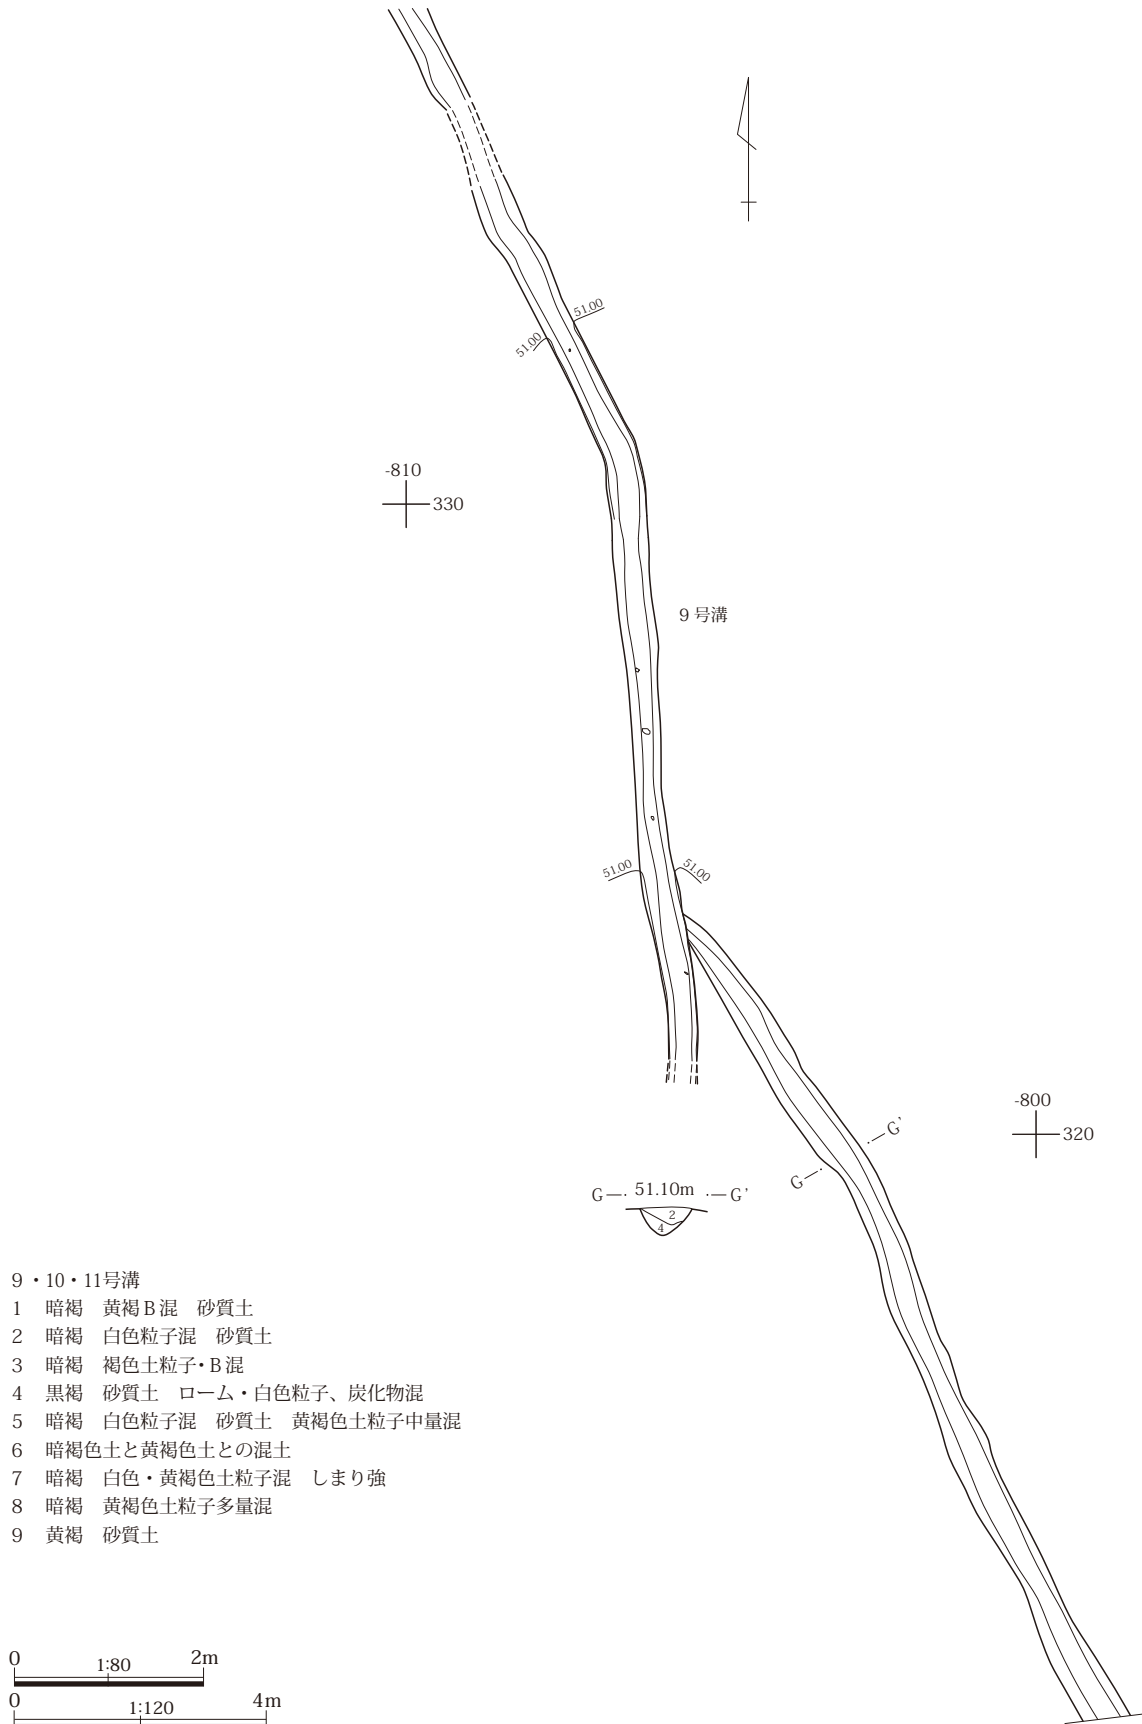 51.00
51.00
-810
330
9号溝
51.00
51.00
-800
320
G'
G
G 51.10m G'
2
4
9・10・11号溝
1 暗褐 黄褐B混 砂質土
2 暗褐 白色粒子混 砂質土
3 暗褐 褐色土粒子・B混
4 黒褐 砂質土 ローム・白色粒子、炭化物混
5 暗褐 白色粒子混 砂質土 黄褐色土粒子中量混
6 暗褐色土と黄褐色土との混土
7 暗褐 白色・黄褐色土粒子混 しまり強
8 暗褐 黄褐色土粒子多量混
9 黄褐 砂質土
0 1:80 2m
0 1:120 4m